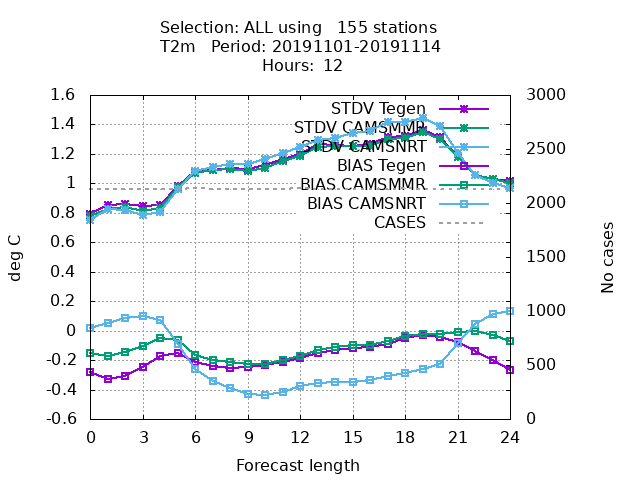 Selection: ALL using   155 stations
T2m   Period: 20191101-20191114
Hours:  12
1.6
1.4
1.2
1
0.8
0.6
0.4
0.2
0
-0.2
-0.4
-0.6
deg C
STDV Tegen
STDV CAMSMMR
STDV CAMSNRT
BIAS Tegen
BIAS CAMSMMR
BIAS CAMSNRT
CASES
3000
2500
2000
1500
1000
500
0
No cases
0 3 6 9 12 15 18 21 24
Forecast length